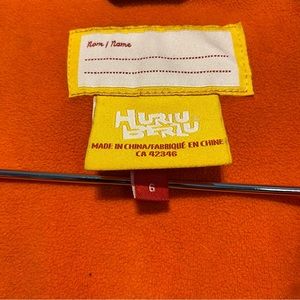 Nom / Name
HURLU
BERLU
MADE IN CHINA/FABRIQUÉ EN CHINE
CA 42346
6